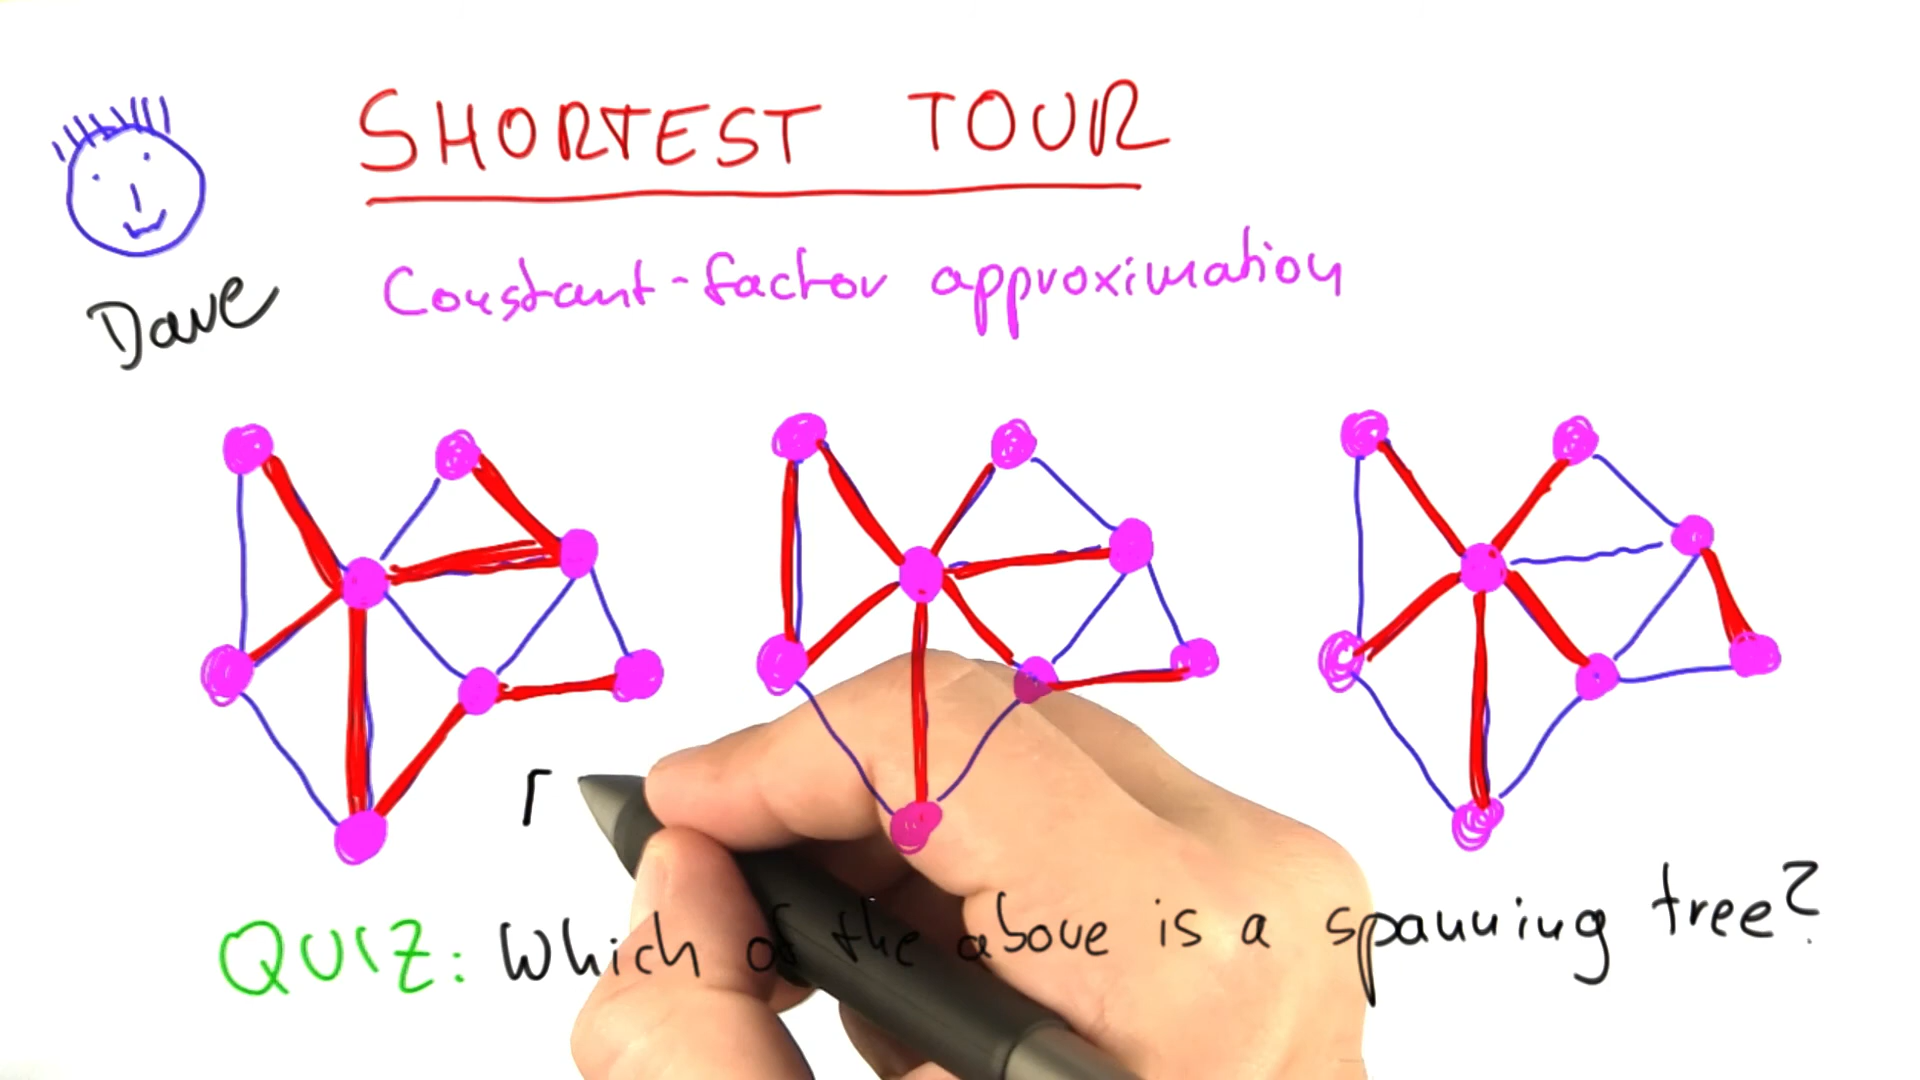 SHORTEST TOUR
Dave
Constant-factor approximation
QUIZ: Which of the above is a spanning tree?